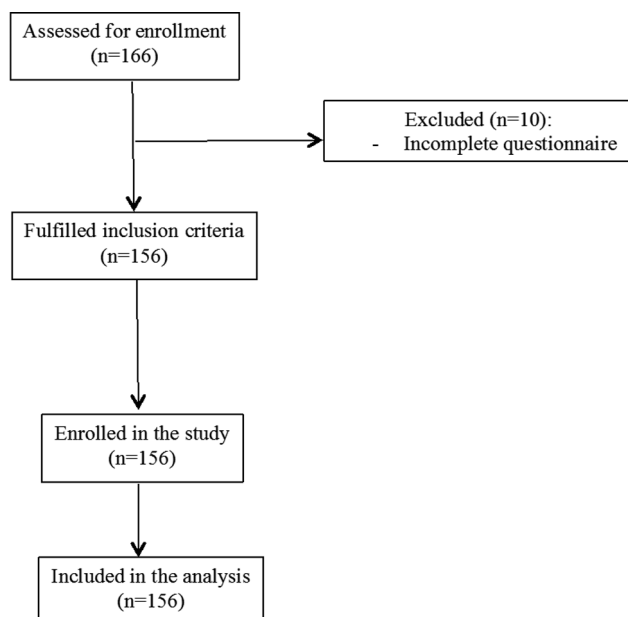 Assessed for enrollment
(n=166)
Excluded (n=10):
- Incomplete questionnaire
Fulfilled inclusion criteria
(n=156)
Enrolled in the study
(n=156)
Included in the analysis
(n=156)